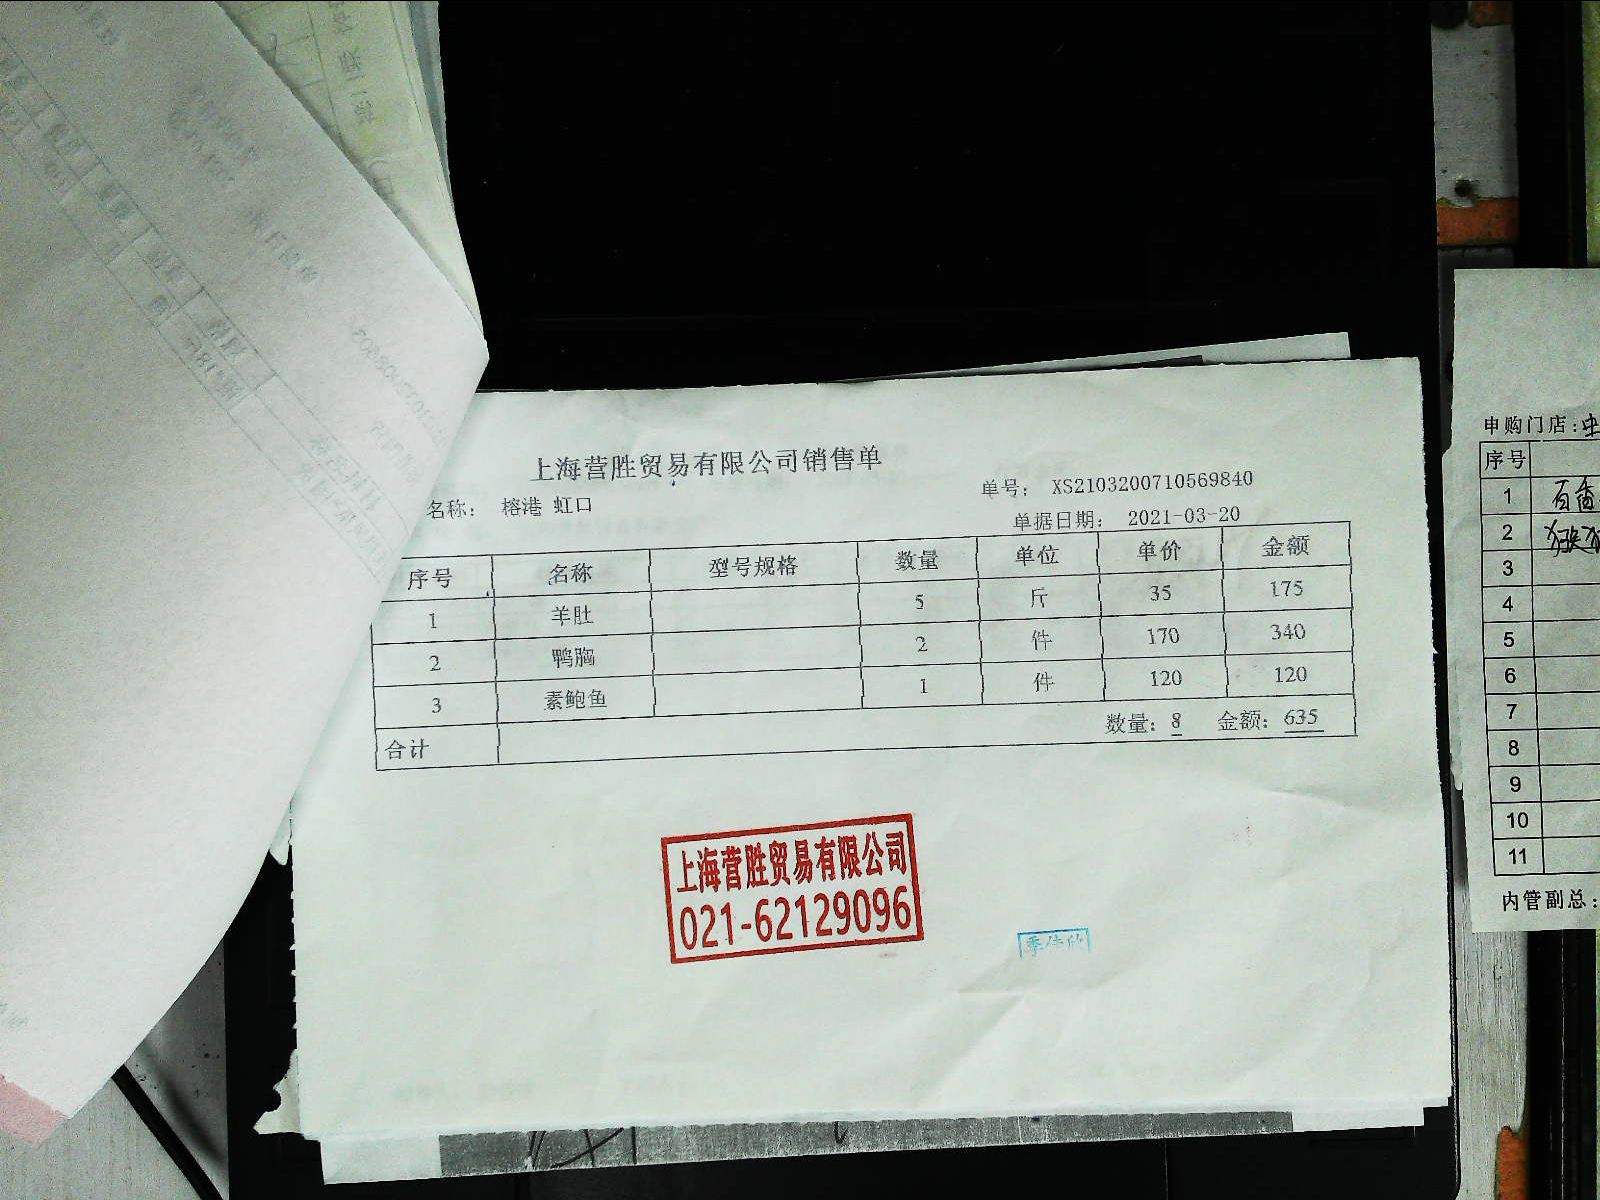 上海营胜贸易有限公司销售单
名称： 榕港 虹口
单号： XS2103200710569840
单据日期： 2021-03-20
序号 名称 型号规格 数量 单位 单价 金额
1 羊肚 5 斤 35 175
2 鸭胸 2 件 170 340
3 素鲍鱼 1 件 120 120
合计 数量：8 金额：635
上海营胜贸易有限公司
021-62129096
申购门店：
序号
1 百香
2
3
4
5
6
7
8
9
10
11
内管副总：